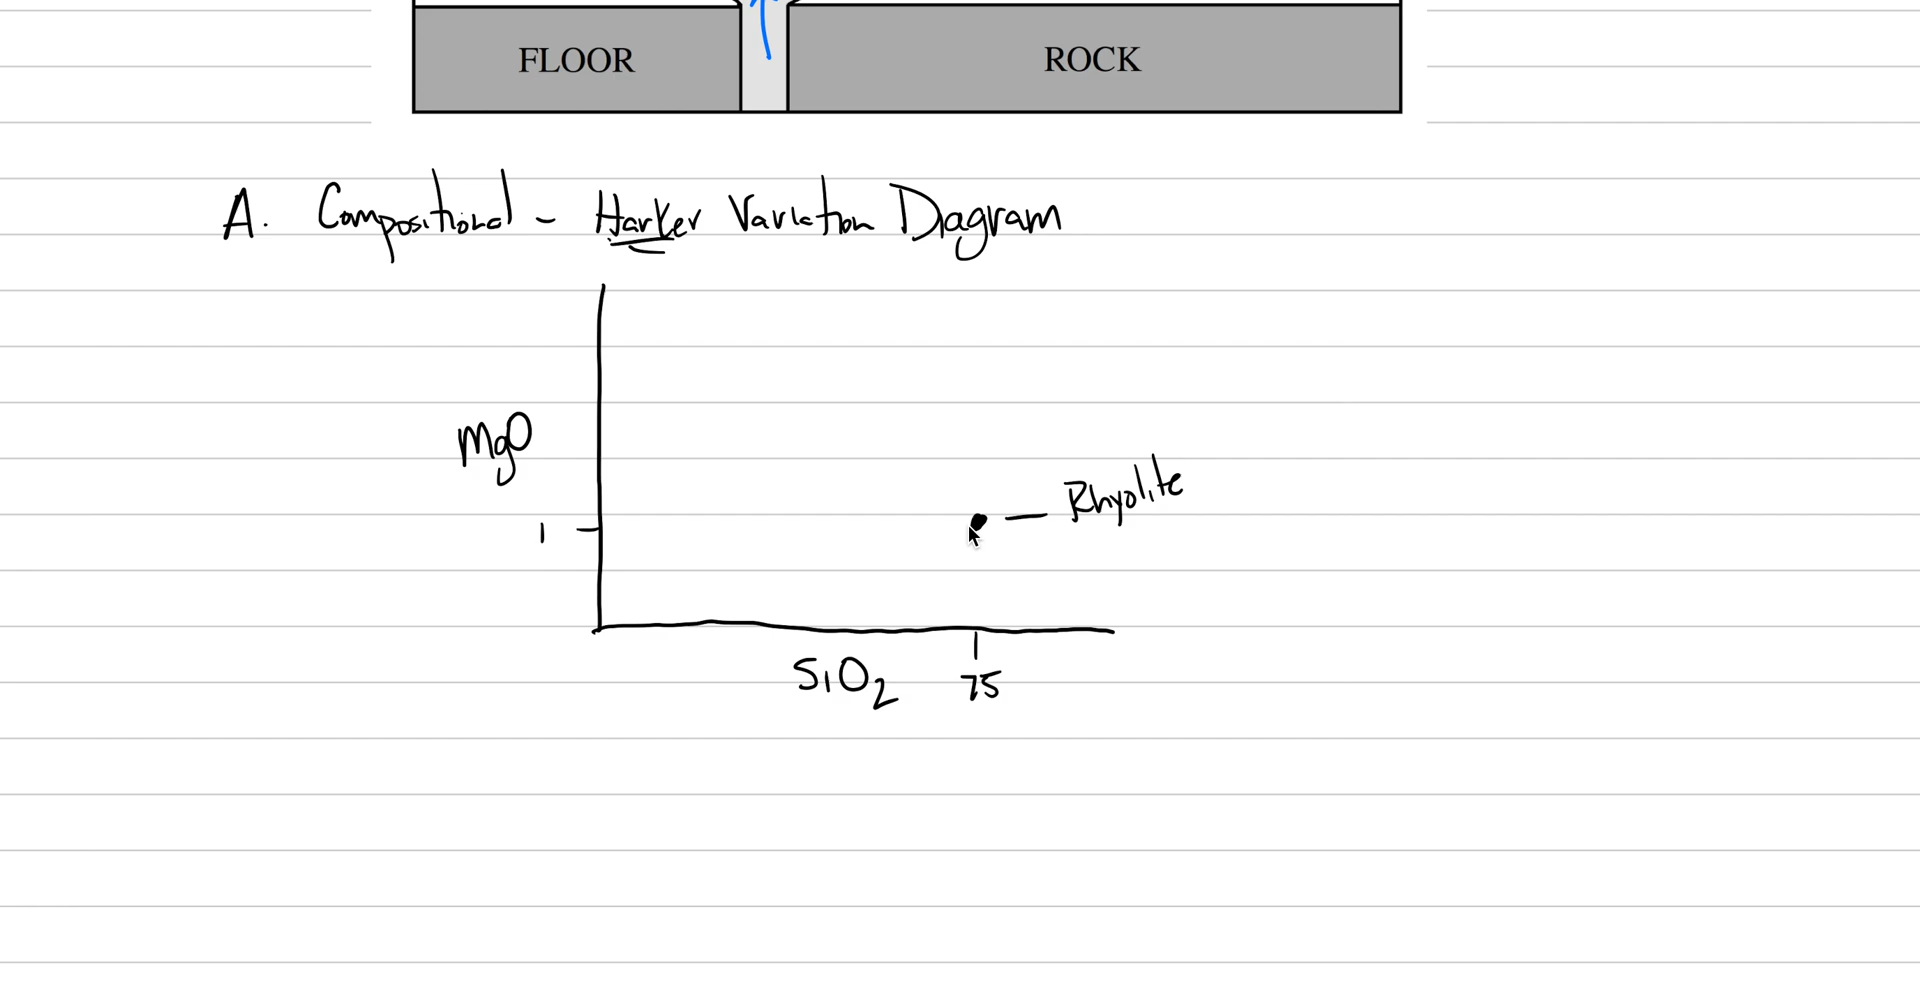 FLOOR ROCK
A. Compositional - Harker Variation Diagram
MgO
Rhyolite
1
SiO2 75